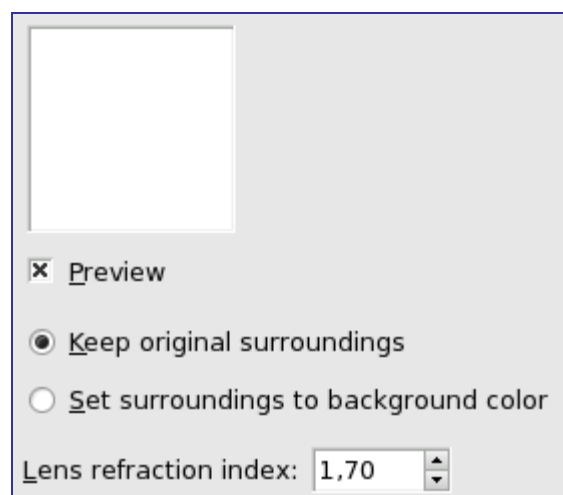 Preview
Keep original surroundings
Set surroundings to background color
Lens refraction index: 1,70